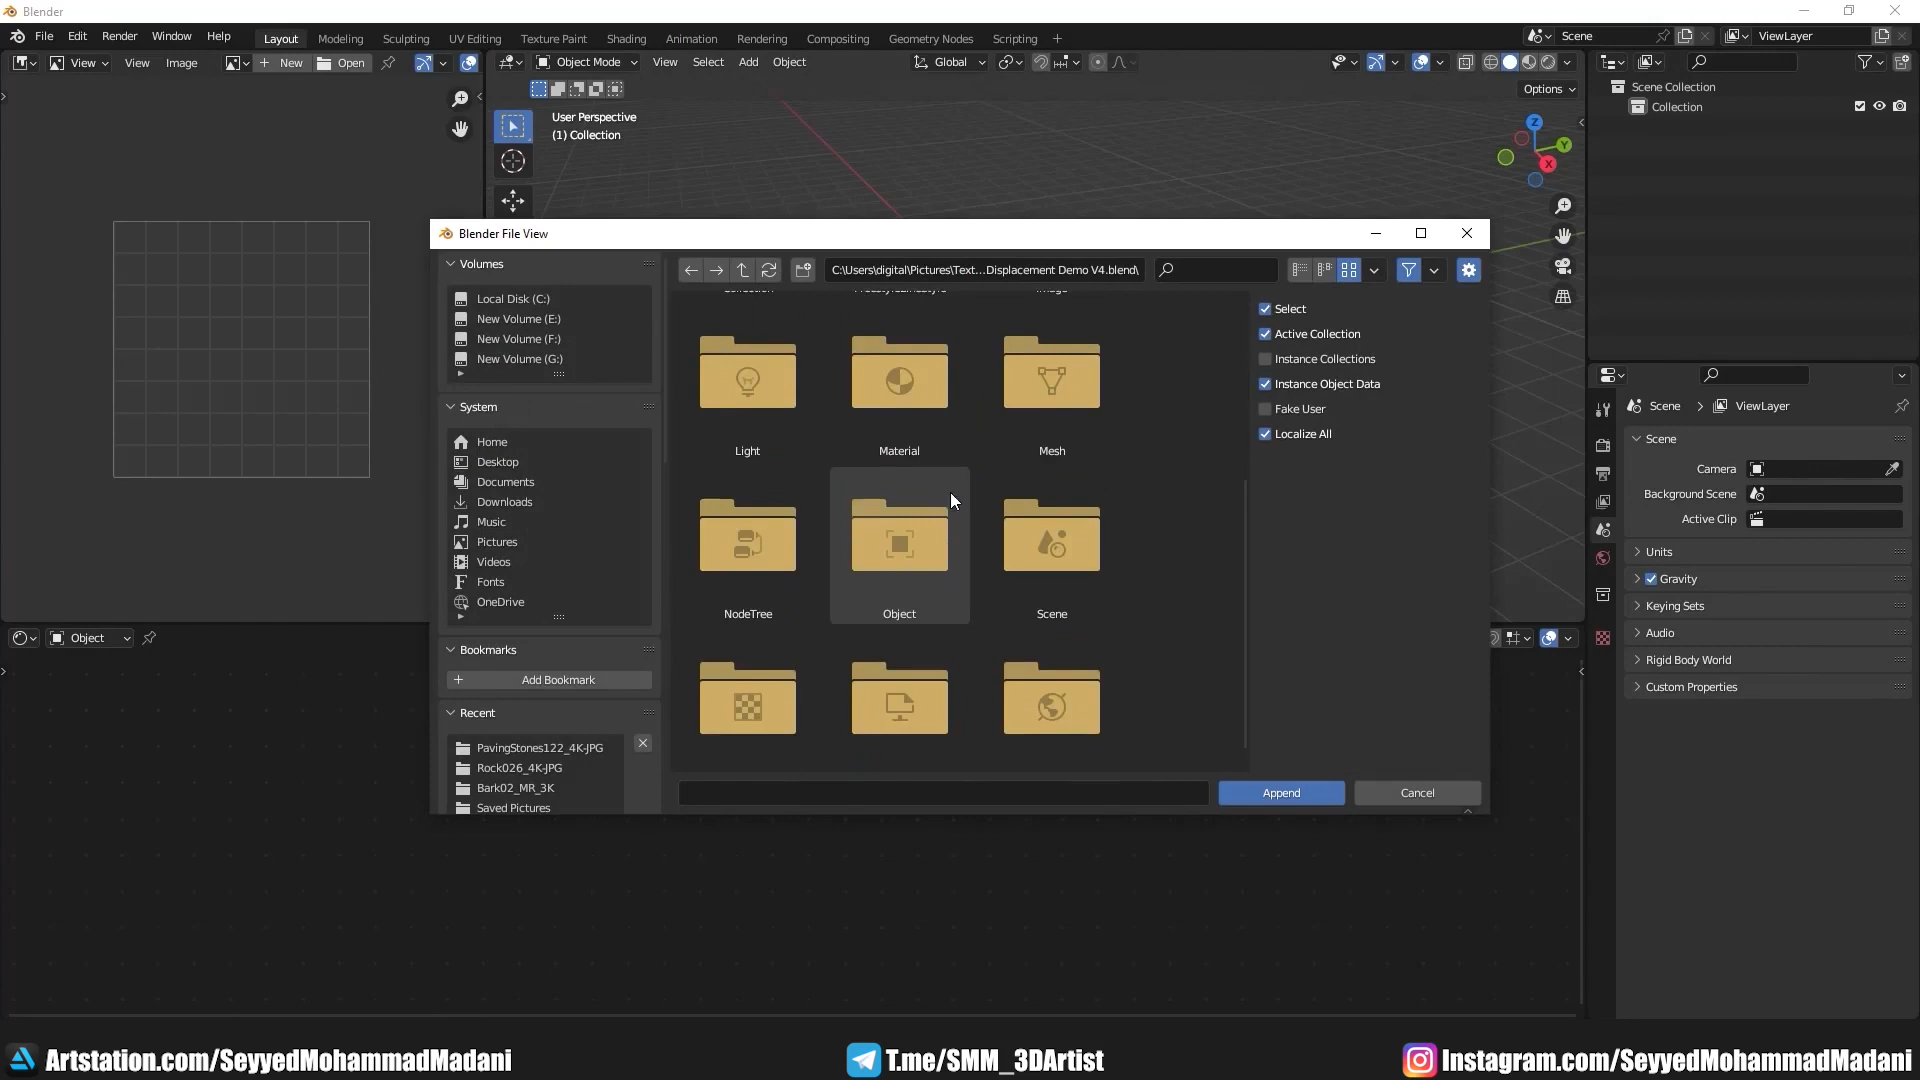 Blender
File Edit Render Window Help Layout Modeling Sculpting UV Editing Texture Paint Shading Animation Rendering Compositing Geometry Nodes Scripting Scene ViewLayer
View View Image New Open Object Mode View Select Add Object Global
Options
User Perspective
(1) Collection
Scene Collection
Collection
Z
Y
X
Blender File View
Volumes
Local Disk (C:)
New Volume (E:)
New Volume (F:)
New Volume (G:)
System
Home
Desktop
Documents
Downloads
Music
Pictures
Videos
Fonts
OneDrive
Bookmarks
Add Bookmark
Recent
PavingStones122_4K-JPG
Rock026_4K-JPG
Bark02_MR_3K
Saved Pictures
C:\Users\digital\Pictures\Text...Displacement Demo V4.blend\
Light Material Mesh
NodeTree Object Scene
Select
Active Collection
Instance Collections
Instance Object Data
Fake User
Localize All
Append Cancel
Scene ViewLayer
Scene
Camera
Background Scene
Active Clip
Units
Gravity
Keying Sets
Audio
Rigid Body World
Custom Properties
Object
Artstation.com/SeyyedMohammadMadani T.me/SMM_3DArtist Instagram.com/SeyyedMohammadMadani